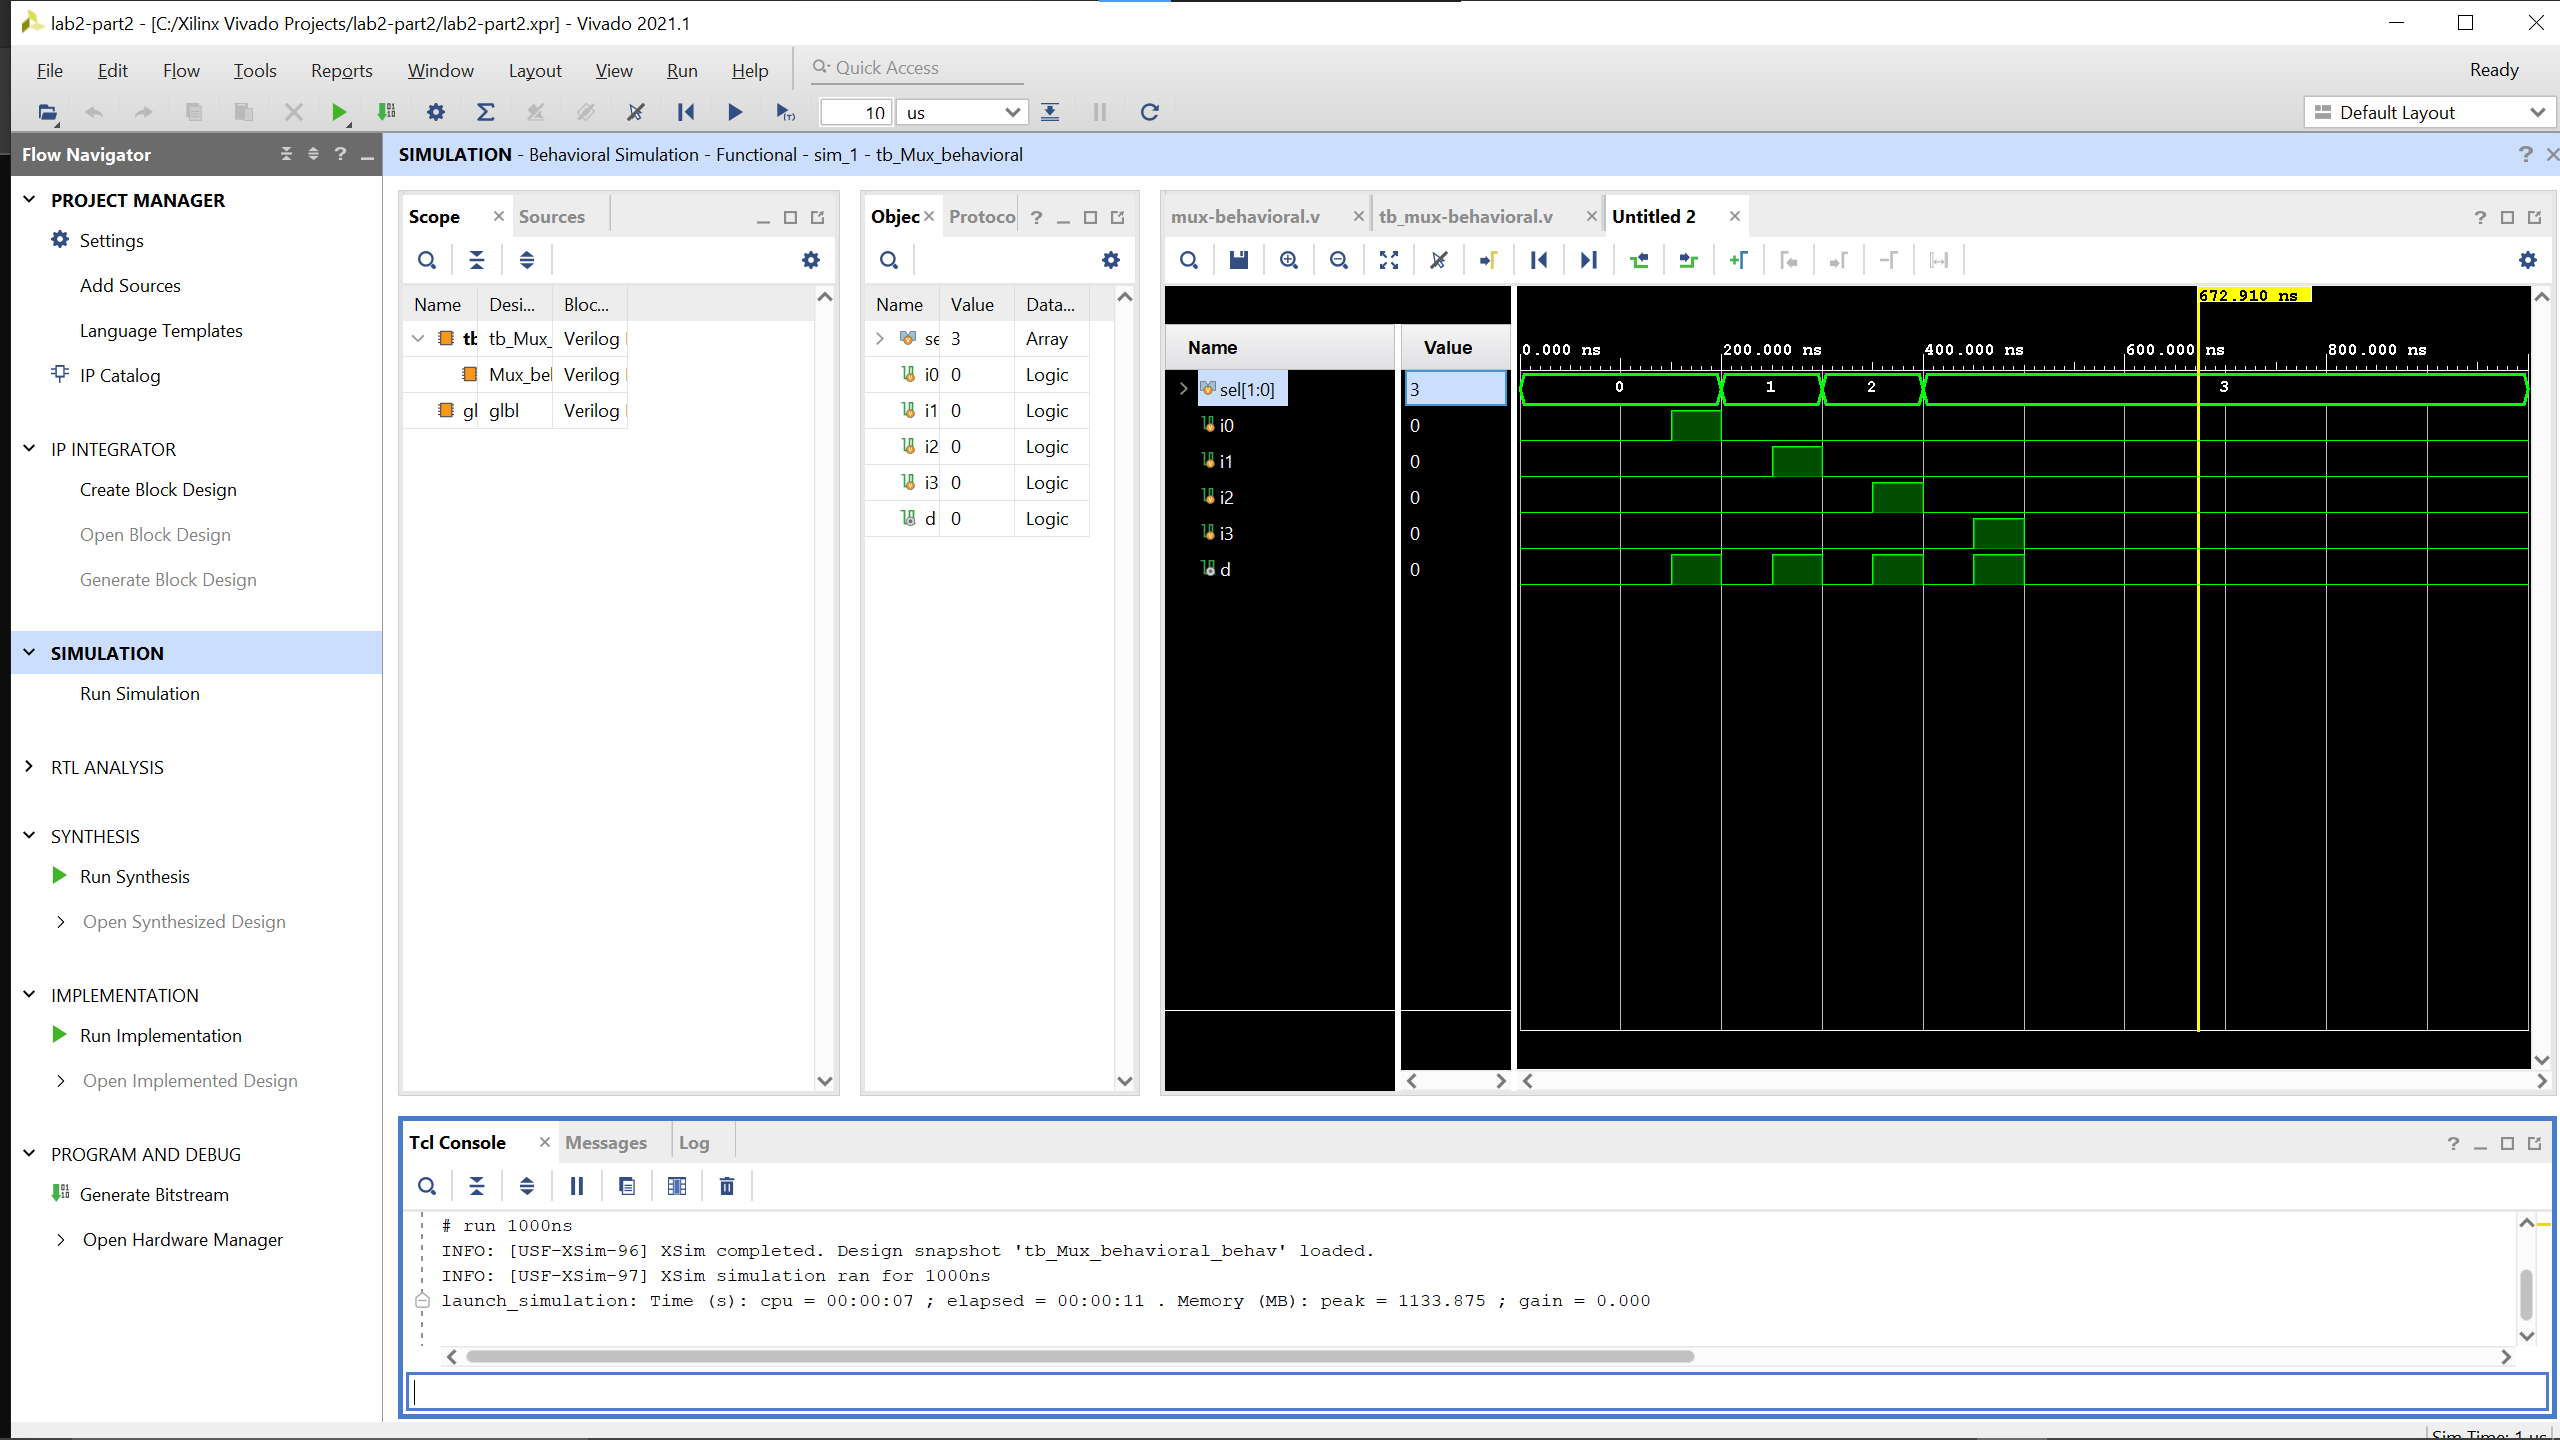 lab2-part2 - [C:/Xilinx Vivado Projects/lab2-part2/lab2-part2.xpr] - Vivado 2021.1
File Edit Flow Tools Reports Window Layout View Run Help Quick Access
Ready
10 us
Default Layout
Flow Navigator
SIMULATION - Behavioral Simulation - Functional - sim_1 - tb_Mux_behavioral
PROJECT MANAGER
Settings
Add Sources
Language Templates
IP Catalog
IP INTEGRATOR
Create Block Design
Open Block Design
Generate Block Design
SIMULATION
Run Simulation
RTL ANALYSIS
SYNTHESIS
Run Synthesis
Open Synthesized Design
IMPLEMENTATION
Run Implementation
Open Implemented Design
PROGRAM AND DEBUG
Generate Bitstream
Open Hardware Manager
Scope Sources
Name Desi... Bloc...
tb tb_Mux_ Verilog
Mux_bel Verilog
gl glbl Verilog
Objec Protoco
Name Value Data...
se 3 Array
i0 0 Logic
i1 0 Logic
i2 0 Logic
i3 0 Logic
d 0 Logic
mux-behavioral.v tb_mux-behavioral.v Untitled 2
672.910 ns
Name Value
0.000 ns 200.000 ns 400.000 ns 600.000 ns 800.000 ns
sel[1:0] 3 0 1 2 3
i0 0
i1 0
i2 0
i3 0
d 0
Tcl Console Messages Log
# run 1000ns
INFO: [USF-XSim-96] XSim completed. Design snapshot 'tb_Mux_behavioral_behav' loaded.
INFO: [USF-XSim-97] XSim simulation ran for 1000ns
launch_simulation: Time (s): cpu = 00:00:07 ; elapsed = 00:00:11 . Memory (MB): peak = 1133.875 ; gain = 0.000
Sim Time: 1 us